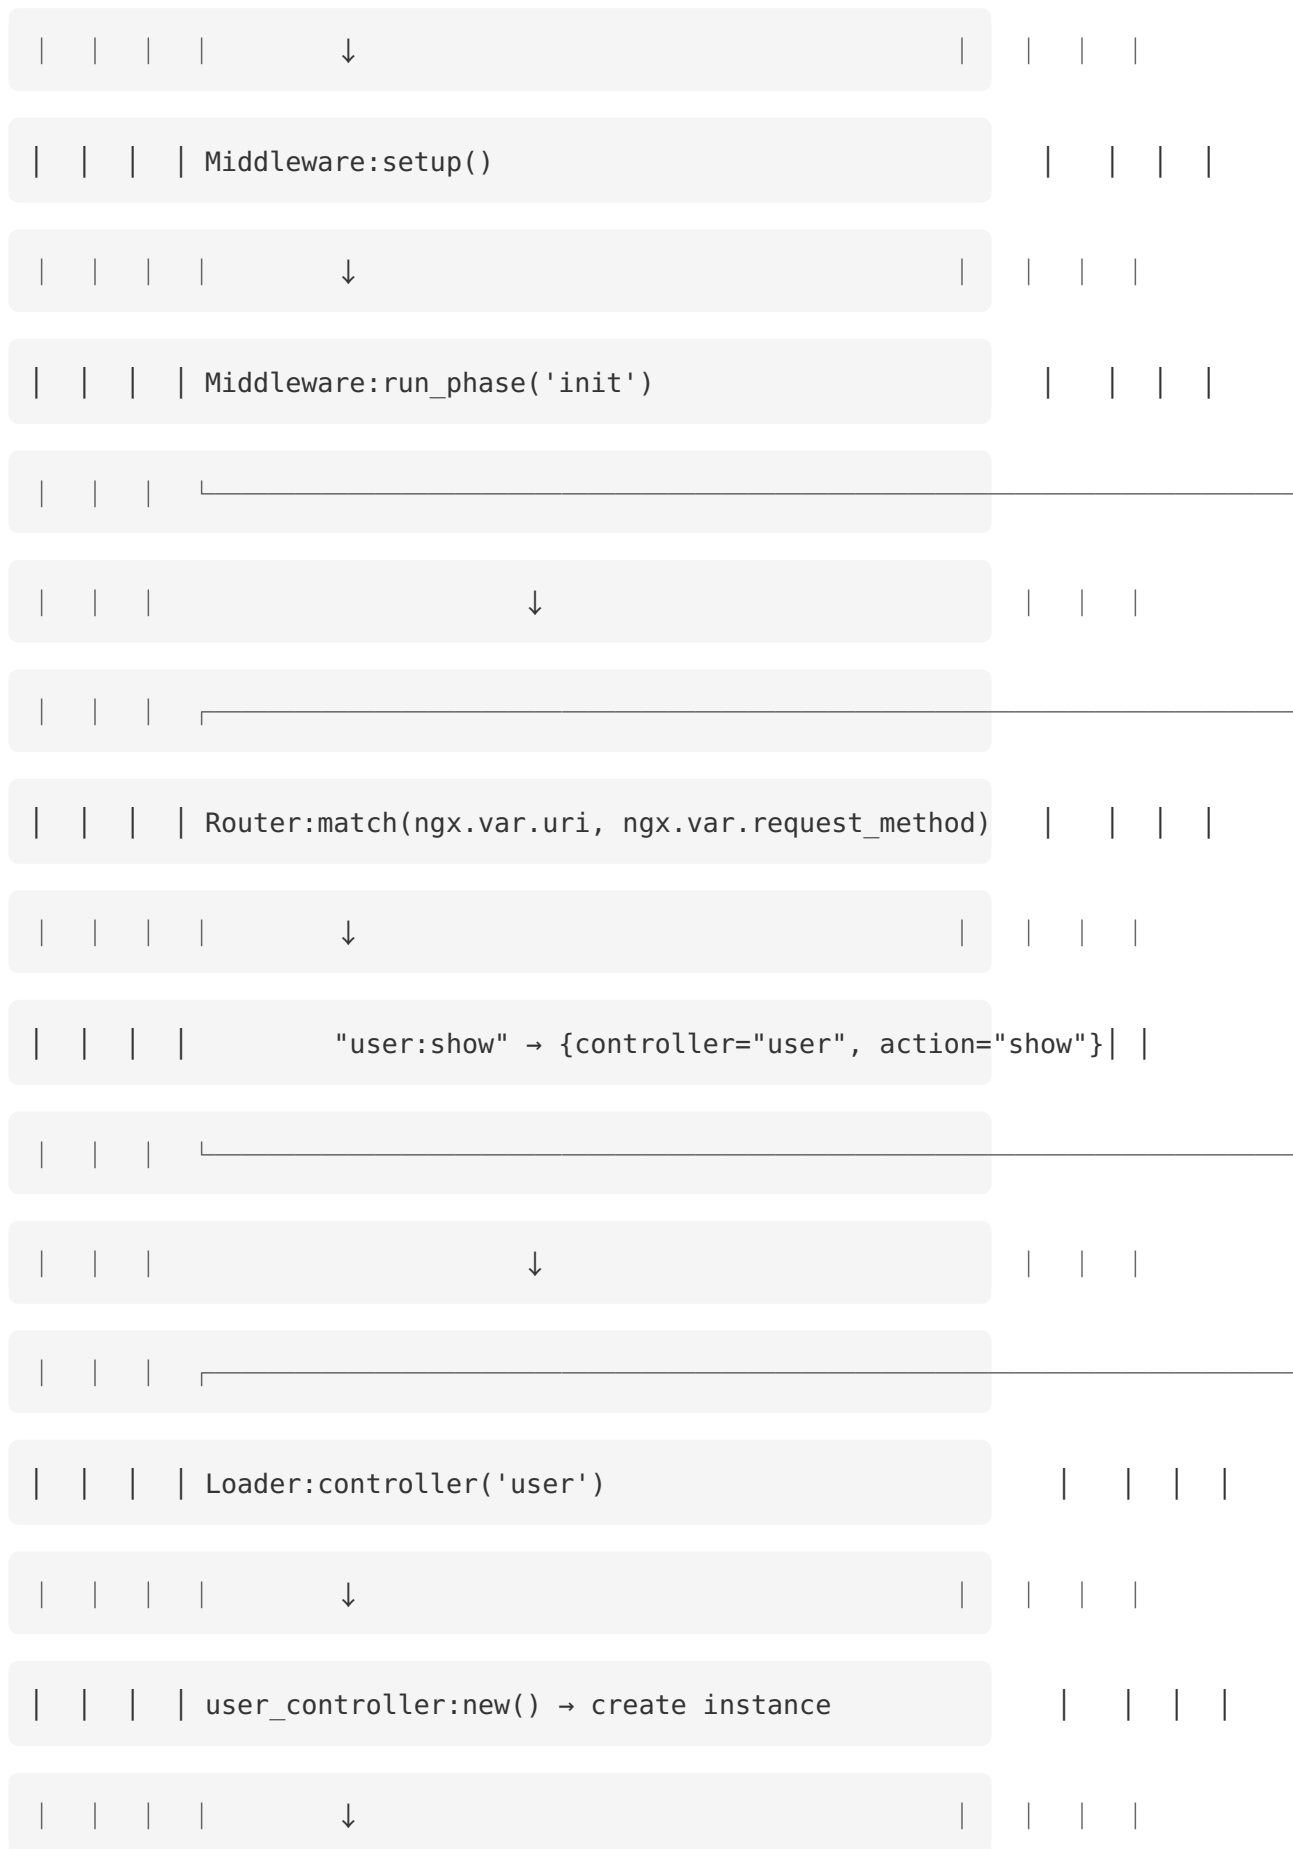 │ │ │ │ ↓ │ │ │ │
│ │ │ │ Middleware:setup() │ │ │ │
│ │ │ │ ↓ │ │ │ │
│ │ │ │ Middleware:run_phase('init') │ │ │ │
│ │ │ └──────────────────────────────
│ │ │ ↓ │ │ │
│ │ │ ┌──────────────────────────────
│ │ │ │ Router:match(ngx.var.uri, ngx.var.request_method) │ │ │ │
│ │ │ │ ↓ │ │ │ │
│ │ │ │ "user:show" → {controller="user", action="show"}│ │
│ │ │ └──────────────────────────────
│ │ │ ↓ │ │ │
│ │ │ ┌──────────────────────────────
│ │ │ │ Loader:controller('user') │ │ │ │
│ │ │ │ ↓ │ │ │ │
│ │ │ │ user_controller:new() → create instance │ │ │ │
│ │ │ │ ↓ │ │ │ │